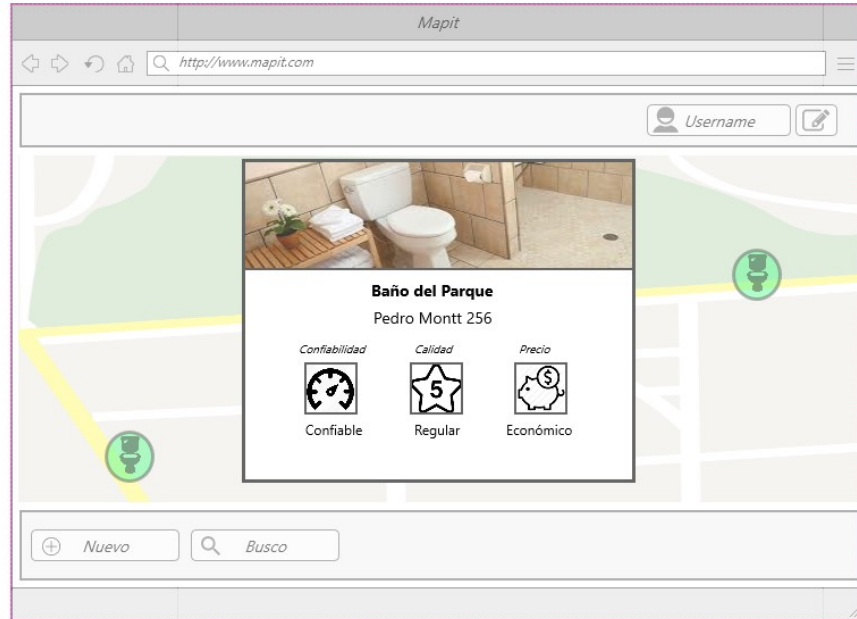 Mapit
http://www.mapit.com
Username
Baño del Parque
Pedro Montt 256
Confiabilidad Calidad Precio
5 $
Confiable Regular Económico
Nuevo Busco